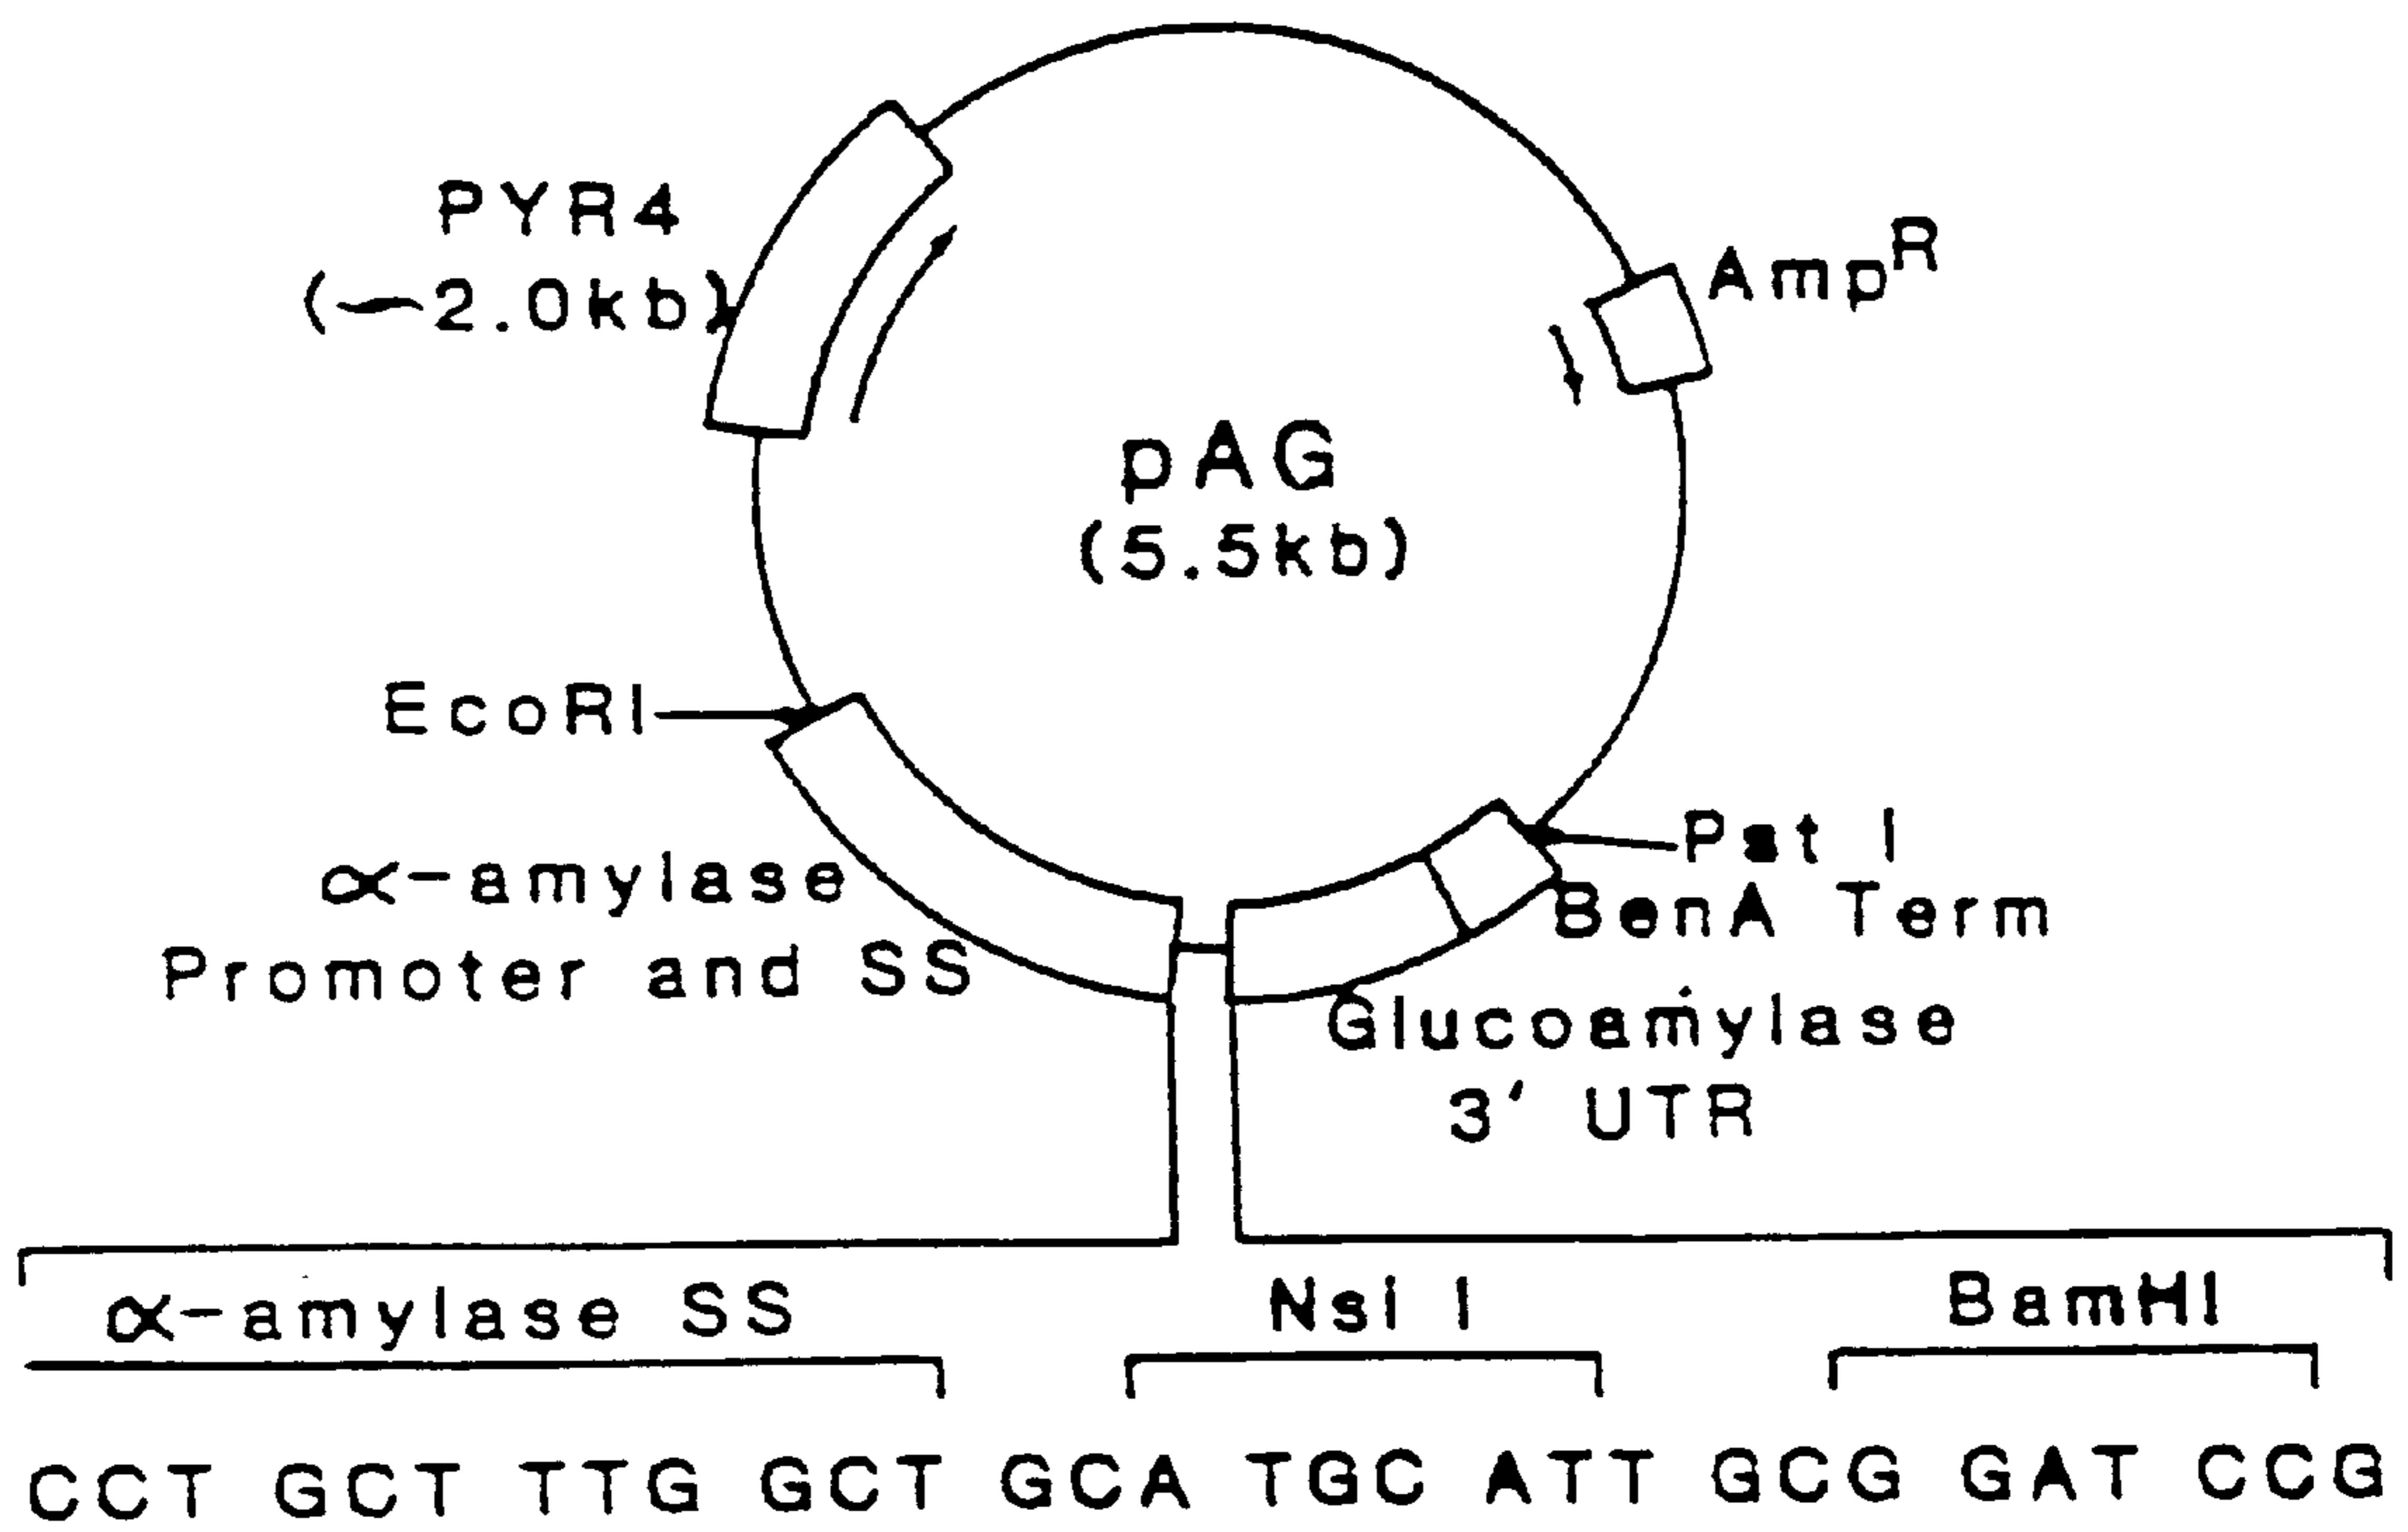 PYR4
(~2.0kb)
Amp^R
pAG
(5.5kb)
EcoRI
Pst I
BenA Term
α-amylase
Promoter and SS
Glucoamylase
3' UTR
α-amylase SS
Nsi I
BamHI
CCT GCT TTG GCT GCA TGC ATT GCG GAT CCG